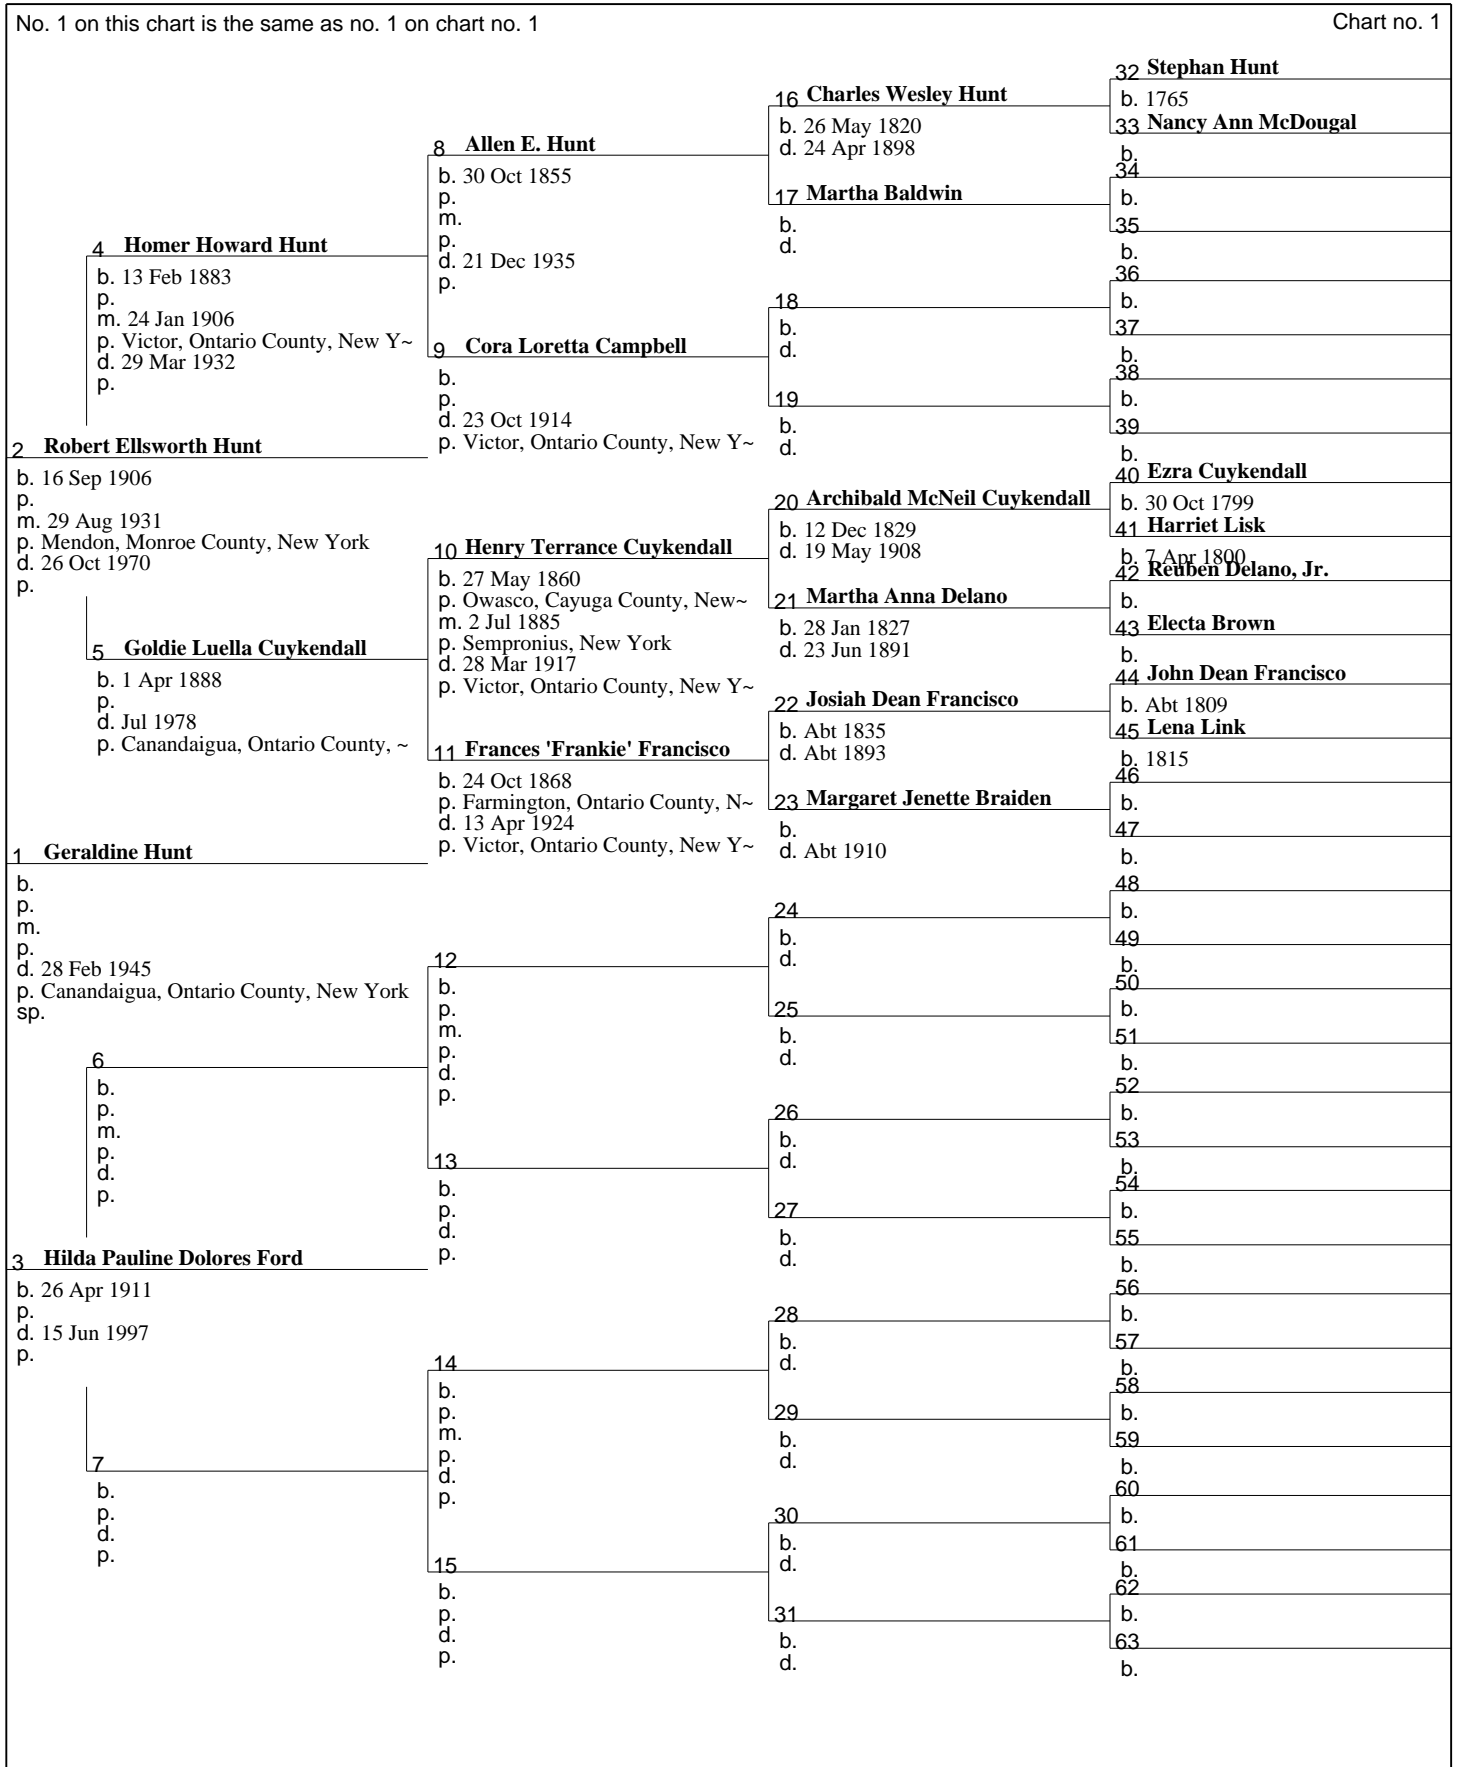 No. 1 on this chart is the same as no. 1 on chart no. 1
Chart no. 1
1 Geraldine Hunt
b.
p.
m.
p.
d. 28 Feb 1945
p. Canandaigua, Ontario County, New York
sp.
2 Robert Ellsworth Hunt
b. 16 Sep 1906
p.
m. 29 Aug 1931
p. Mendon, Monroe County, New York
d. 26 Oct 1970
p.
3 Hilda Pauline Dolores Ford
b. 26 Apr 1911
p.
d. 15 Jun 1997
p.
4 Homer Howard Hunt
b. 13 Feb 1883
p.
m. 24 Jan 1906
p. Victor, Ontario County, New Y~
d. 29 Mar 1932
p.
5 Goldie Luella Cuykendall
b. 1 Apr 1888
p.
d. Jul 1978
p. Canandaigua, Ontario County, ~
6
b.
p.
m.
p.
d.
p.
7
b.
p.
d.
p.
8 Allen E. Hunt
b. 30 Oct 1855
p.
m.
p.
d. 21 Dec 1935
p.
9 Cora Loretta Campbell
b.
p.
d. 23 Oct 1914
p. Victor, Ontario County, New Y~
10 Henry Terrance Cuykendall
b. 27 May 1860
p. Owasco, Cayuga County, New~
m. 2 Jul 1885
p. Sempronius, New York
d. 28 Mar 1917
p. Victor, Ontario County, New Y~
11 Frances 'Frankie' Francisco
b. 24 Oct 1868
p. Farmington, Ontario County, N~
d. 13 Apr 1924
p. Victor, Ontario County, New Y~
12
b.
p.
m.
p.
d.
p.
13
b.
p.
d.
p.
14
b.
p.
m.
p.
d.
p.
15
b.
p.
d.
p.
16 Charles Wesley Hunt
b. 26 May 1820
d. 24 Apr 1898
17 Martha Baldwin
b.
d.
18
b.
d.
19
b.
d.
20 Archibald McNeil Cuykendall
b. 12 Dec 1829
d. 19 May 1908
21 Martha Anna Delano
b. 28 Jan 1827
d. 23 Jun 1891
22 Josiah Dean Francisco
b. Abt 1835
d. Abt 1893
23 Margaret Jenette Braiden
b.
d. Abt 1910
24
b.
d.
25
b.
d.
26
b.
d.
27
b.
d.
28
b.
d.
29
b.
d.
30
b.
d.
31
b.
d.
32 Stephan Hunt
b. 1765
33 Nancy Ann McDougal
b.
34
b.
35
b.
36
b.
37
b.
38
b.
39
b.
40 Ezra Cuykendall
b. 30 Oct 1799
41 Harriet Lisk
b. 7 Apr 1800
42 Reuben Delano, Jr.
b.
43 Electa Brown
b.
44 John Dean Francisco
b. Abt 1809
45 Lena Link
b. 1815
46
b.
47
b.
48
b.
49
b.
50
b.
51
b.
52
b.
53
b.
54
b.
55
b.
56
b.
57
b.
58
b.
59
b.
60
b.
61
b.
62
b.
63
b.